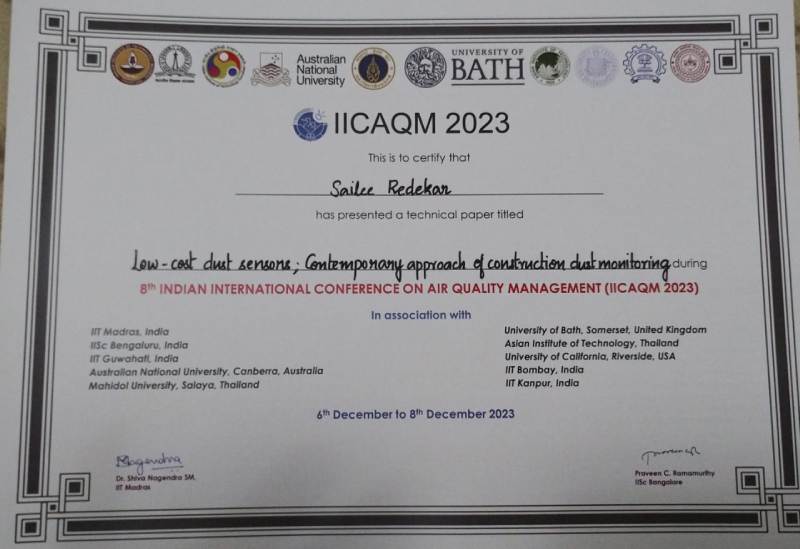 Australian
National
University
UNIVERSITY OF
BATH
IICAQM 2023
This is to certify that
Sailee Redekar
has presented a technical paper titled
Low-cost dust sensors; Contemporary approach of construction dust monitoring during
8th INDIAN INTERNATIONAL CONFERENCE ON AIR QUALITY MANAGEMENT (IICAQM 2023)
In association with
IIT Madras, India
IISc Bengaluru, India
IIT Guwahati, India
Australian National University, Canberra, Australia
Mahidol University, Salaya, Thailand
University of Bath, Somerset, United Kingdom
Asian Institute of Technology, Thailand
University of California, Riverside, USA
IIT Bombay, India
IIT Kanpur, India
6th December to 8th December 2023
Dr. Shiva Nagendra SM,
IIT Madras
Praveen C. Ramamurthy
IISc Bangalore